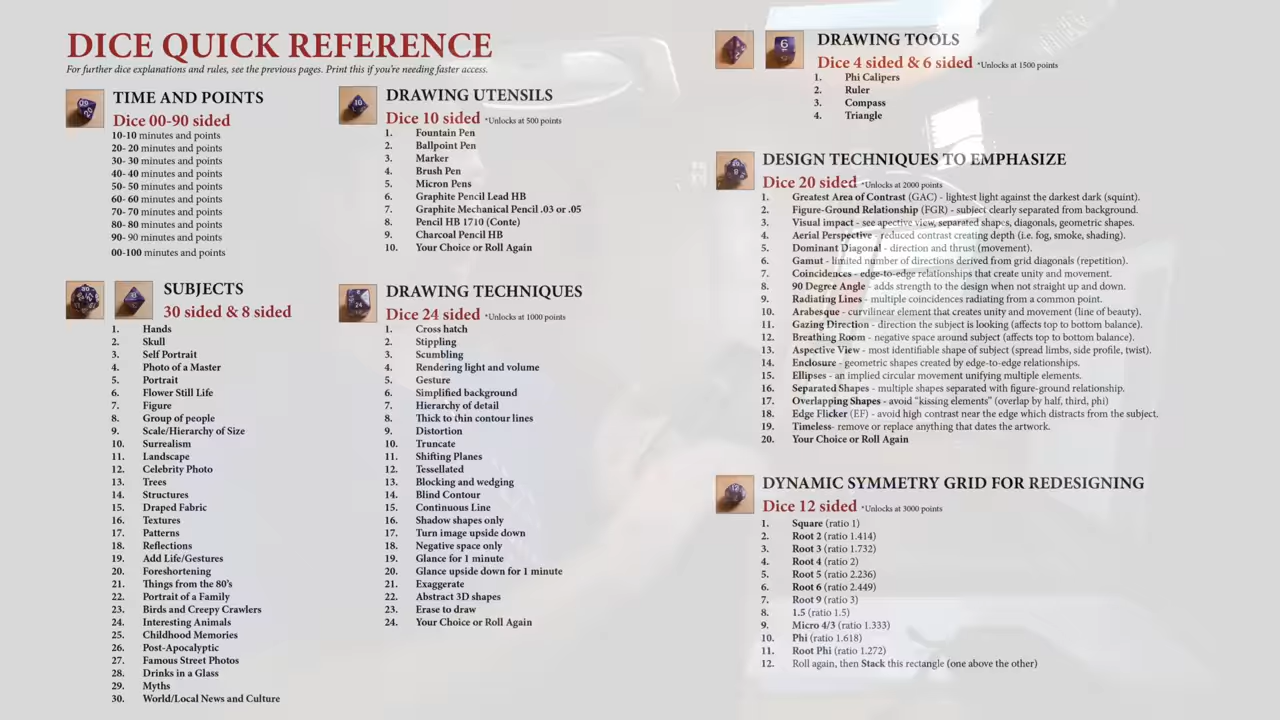 DICE QUICK REFERENCE
For further dice explanations and rules, see the previous pages. Print this if you're needing faster access.
TIME AND POINTS
Dice 00-90 sided
10-10 minutes and points
20- 20 minutes and points
30- 30 minutes and points
40- 40 minutes and points
50- 50 minutes and points
60- 60 minutes and points
70- 70 minutes and points
80- 80 minutes and points
90- 90 minutes and points
00-100 minutes and points
SUBJECTS
30 sided & 8 sided
1. Hands
2. Skull
3. Self Portrait
4. Photo of a Master
5. Portrait
6. Flower Still Life
7. Figure
8. Group of people
9. Scale/Hierarchy of Size
10. Surrealism
11. Landscape
12. Celebrity Photo
13. Trees
14. Structures
15. Draped Fabric
16. Textures
17. Patterns
18. Reflections
19. Add Life/Gestures
20. Foreshortening
21. Things from the 80's
22. Portrait of a Family
23. Birds and Creepy Crawlers
24. Interesting Animals
25. Childhood Memories
26. Post-Apocalyptic
27. Famous Street Photos
28. Drinks in a Glass
29. Myths
30. World/Local News and Culture
DRAWING UTENSILS
Dice 10 sided *Unlocks at 500 points
1. Fountain Pen
2. Ballpoint Pen
3. Marker
4. Brush Pen
5. Micron Pens
6. Graphite Pencil Lead HB
7. Graphite Mechanical Pencil .03 or .05
8. Pencil HB 1710 (Conte)
9. Charcoal Pencil HB
10. Your Choice or Roll Again
DRAWING TECHNIQUES
Dice 24 sided *Unlocks at 1000 points
1. Cross hatch
2. Stippling
3. Scumbling
4. Rendering light and volume
5. Gesture
6. Simplified background
7. Hierarchy of detail
8. Thick to thin contour lines
9. Distortion
10. Truncate
11. Shifting Planes
12. Tessellated
13. Blocking and wedging
14. Blind Contour
15. Continuous Line
16. Shadow shapes only
17. Turn image upside down
18. Negative space only
19. Glance for 1 minute
20. Glance upside down for 1 minute
21. Exaggerate
22. Abstract 3D shapes
23. Erase to draw
24. Your Choice or Roll Again
DRAWING TOOLS
Dice 4 sided & 6 sided *Unlocks at 1500 points
1. Phi Calipers
2. Ruler
3. Compass
4. Triangle
DESIGN TECHNIQUES TO EMPHASIZE
Dice 20 sided *Unlocks at 2000 points
1. Greatest Area of Contrast (GAC) - lightest light against the darkest dark (squint).
2. Figure-Ground Relationship (FGR) - subject clearly separated from background.
3. Visual impact - see apective view, separated shapes, diagonals, geometric shapes.
4. Aerial Perspective - reduced contrast creating depth (i.e. fog, smoke, shading).
5. Dominant Diagonal - direction and thrust (movement).
6. Gamut - limited number of directions derived from grid diagonals (repetition).
7. Coincidences - edge-to-edge relationships that create unity and movement.
8. 90 Degree Angle - adds strength to the design when not straight up and down.
9. Radiating Lines - multiple coincidences radiating from a common point.
10. Arabesque - curvilinear element that creates unity and movement (line of beauty).
11. Gazing Direction - direction the subject is looking (affects top to bottom balance).
12. Breathing Room - negative space around subject (affects top to bottom balance).
13. Aspective View - most identifiable shape of subject (spread limbs, side profile, twist).
14. Enclosure - geometric shapes created by edge-to-edge relationships.
15. Ellipses - an implied circular movement unifying multiple elements.
16. Separated Shapes - multiple shapes separated with figure-ground relationship.
17. Overlapping Shapes - avoid "kissing elements" (overlap by half, third, phi)
18. Edge Flicker (EF) - avoid high contrast near the edge which distracts from the subject.
19. Timeless- remove or replace anything that dates the artwork.
20. Your Choice or Roll Again
DYNAMIC SYMMETRY GRID FOR REDESIGNING
Dice 12 sided *Unlocks at 3000 points
1. Square (ratio 1)
2. Root 2 (ratio 1.414)
3. Root 3 (ratio 1.732)
4. Root 4 (ratio 2)
5. Root 5 (ratio 2.236)
6. Root 6 (ratio 2.449)
7. Root 9 (ratio 3)
8. 1.5 (ratio 1.5)
9. Micro 4/3 (ratio 1.333)
10. Phi (ratio 1.618)
11. Root Phi (ratio 1.272)
12. Roll again, then Stack this rectangle (one above the other)